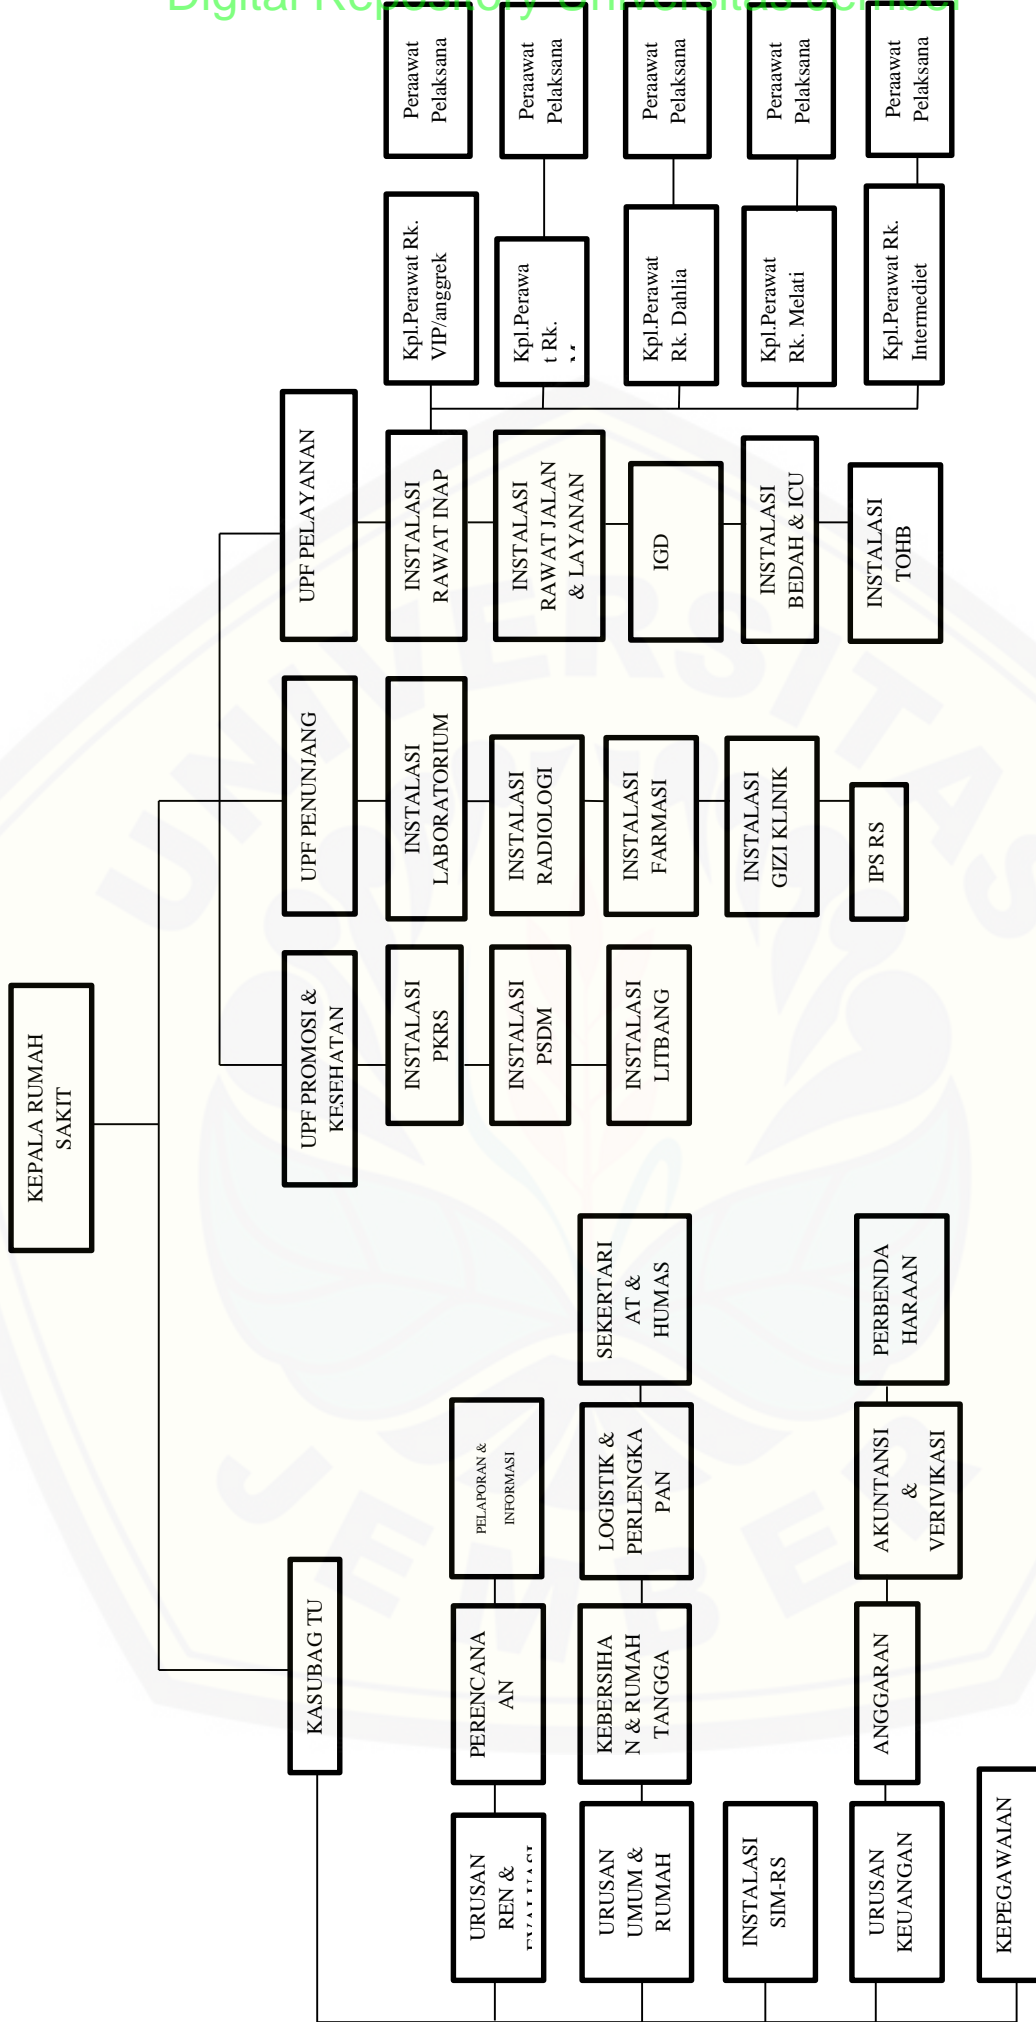 Digital Repository Universitas Jember
KEPALA RUMAH
SAKIT
KASUBAG TU
URUSAN
REN &
PERENCANA
AN
PELAPORAN &
INFORMASI
URUSAN
UMUM &
RUMAH
KEBERSIHA
N & RUMAH
TANGGA
LOGISTIK &
PERLENGKA
PAN
SEKERTARI
AT &
HUMAS
INSTALASI
SIM-RS
URUSAN
KEUANGAN
ANGGARAN
AKUNTANSI
&
VERIVIKASI
PERBENDA
HARAAN
KEPEGAWAIAN
UPF PROMOSI &
KESEHATAN
INSTALASI
PKRS
INSTALASI
PSDM
INSTALASI
LITBANG
UPF PENUNJANG
INSTALASI
LABORATORIUM
INSTALASI
RADIOLOGI
INSTALASI
FARMASI
INSTALASI
GIZI KLINIK
IPS RS
UPF PELAYANAN
INSTALASI
RAWAT INAP
INSTALASI
RAWAT JALAN
& LAYANAN
IGD
INSTALASI
BEDAH & ICU
INSTALASI
TOHB
Kpl.Perawat Rk.
VIP/anggrek
Peraawat
Pelaksana
Kpl.Perawa
t Rk.
Peraawat
Pelaksana
Kpl.Perawat
Rk. Dahlia
Peraawat
Pelaksana
Kpl.Perawat
Rk. Melati
Peraawat
Pelaksana
Kpl.Perawat Rk.
Intermediet
Peraawat
Pelaksana
UNIVERSITAS
JEMBER